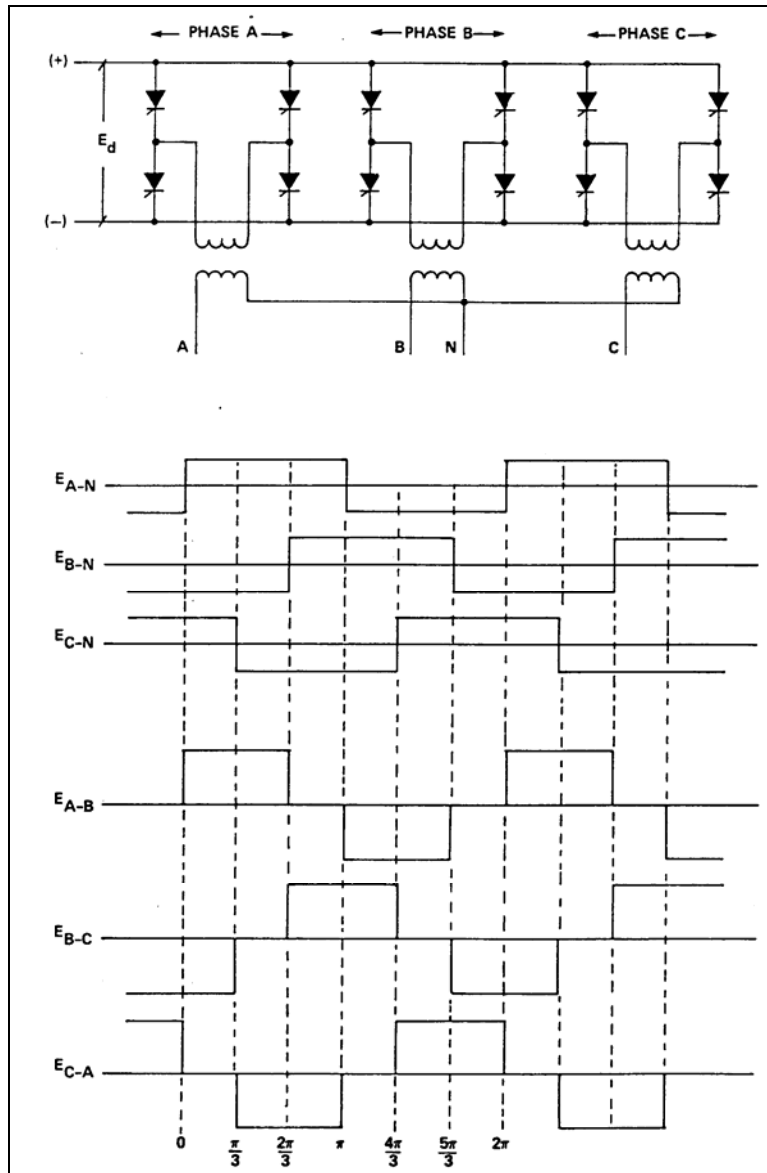 PHASE A PHASE B PHASE C
(+)
E_d
(−)
A B N C
E_A–N
E_B–N
E_C–N
E_A–B
E_B–C
E_C–A
0 π/3 2π/3 π 4π/3 5π/3 2π